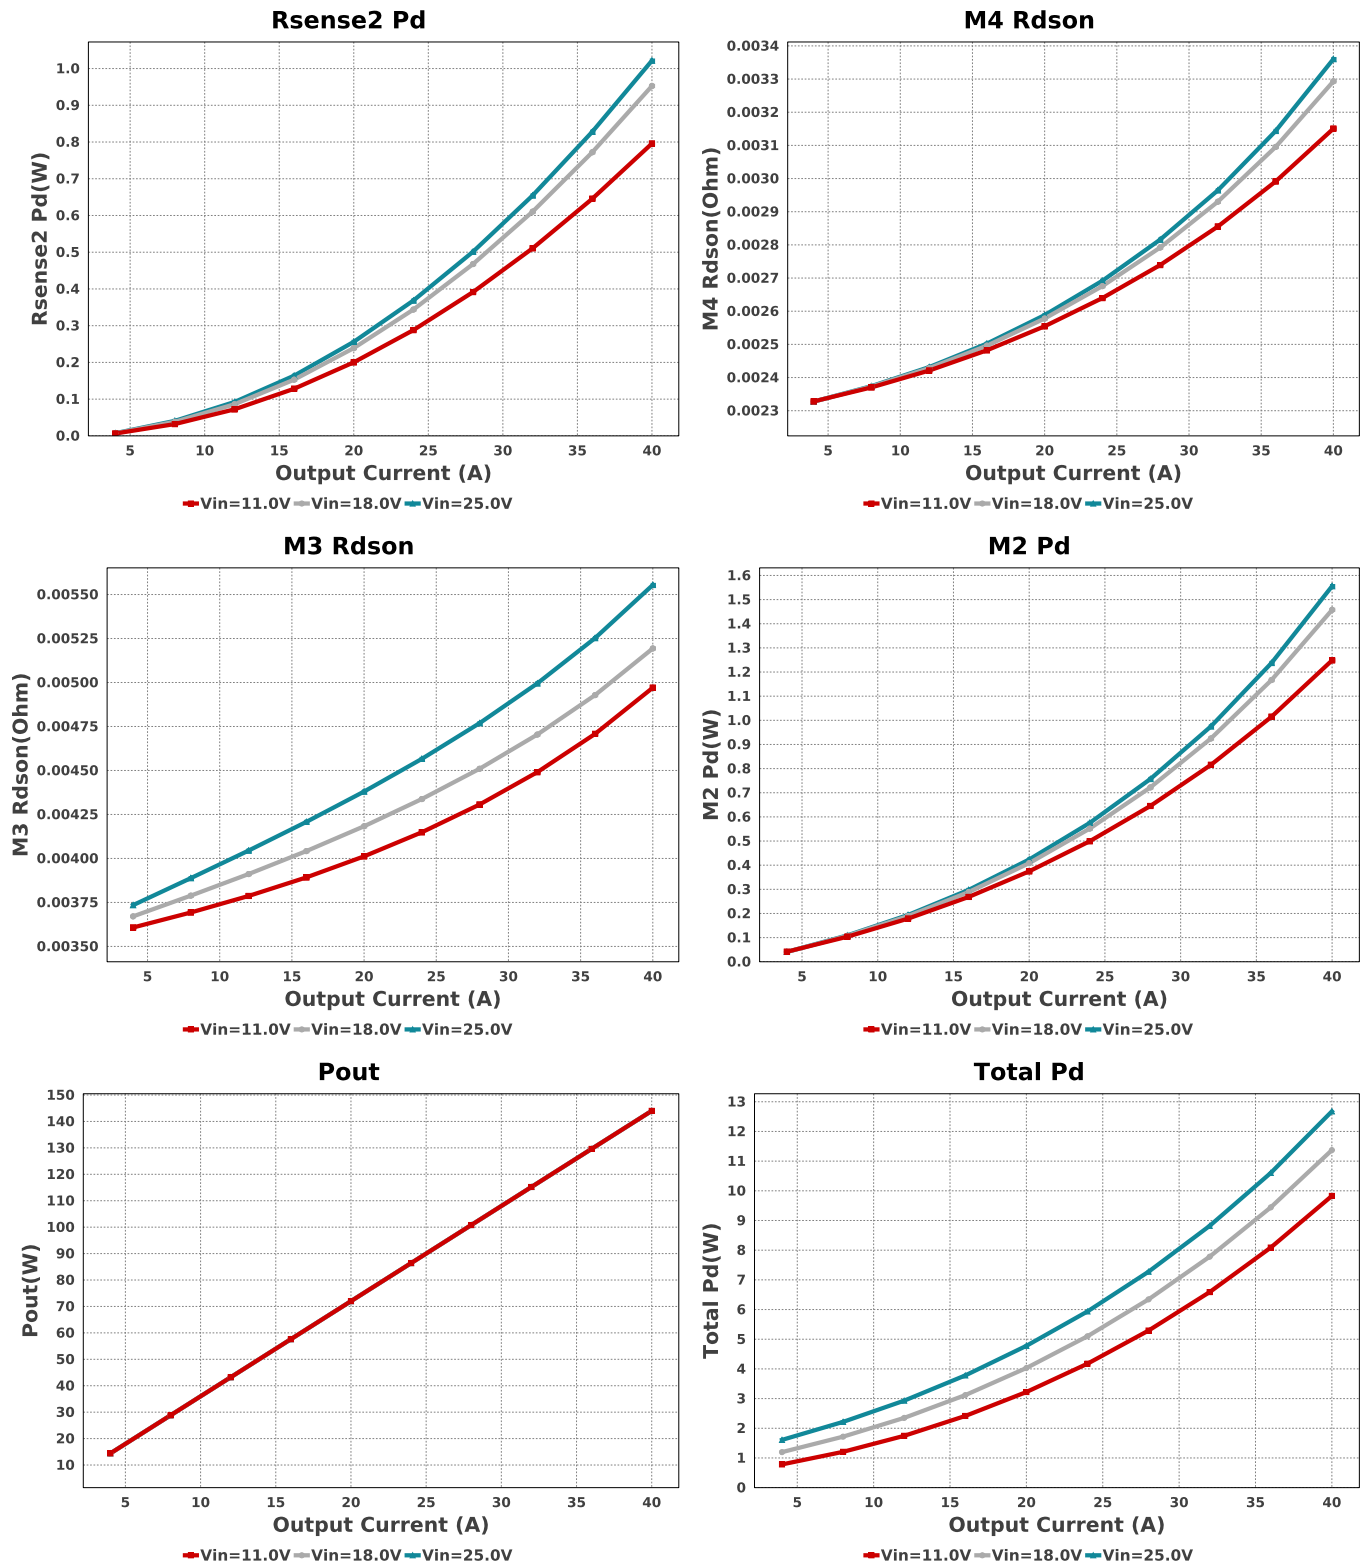 Rsense2 Pd
Rsense2 Pd(W)
1.0
0.9
0.8
0.7
0.6
0.5
0.4
0.3
0.2
0.1
0.0
5 10 15 20 25 30 35 40
Output Current (A)
Vin=11.0V Vin=18.0V Vin=25.0V
M4 Rdson
M4 Rdson(Ohm)
0.0034
0.0033
0.0032
0.0031
0.0030
0.0029
0.0028
0.0027
0.0026
0.0025
0.0024
0.0023
5 10 15 20 25 30 35 40
Output Current (A)
Vin=11.0V Vin=18.0V Vin=25.0V
M3 Rdson
M3 Rdson(Ohm)
0.00550
0.00525
0.00500
0.00475
0.00450
0.00425
0.00400
0.00375
0.00350
5 10 15 20 25 30 35 40
Output Current (A)
Vin=11.0V Vin=18.0V Vin=25.0V
M2 Pd
M2 Pd(W)
1.6
1.5
1.4
1.3
1.2
1.1
1.0
0.9
0.8
0.7
0.6
0.5
0.4
0.3
0.2
0.1
0.0
5 10 15 20 25 30 35 40
Output Current (A)
Vin=11.0V Vin=18.0V Vin=25.0V
Pout
Pout(W)
150
140
130
120
110
100
90
80
70
60
50
40
30
20
10
5 10 15 20 25 30 35 40
Output Current (A)
Vin=11.0V Vin=18.0V Vin=25.0V
Total Pd
Total Pd(W)
13
12
11
10
9
8
7
6
5
4
3
2
1
0
5 10 15 20 25 30 35 40
Output Current (A)
Vin=11.0V Vin=18.0V Vin=25.0V